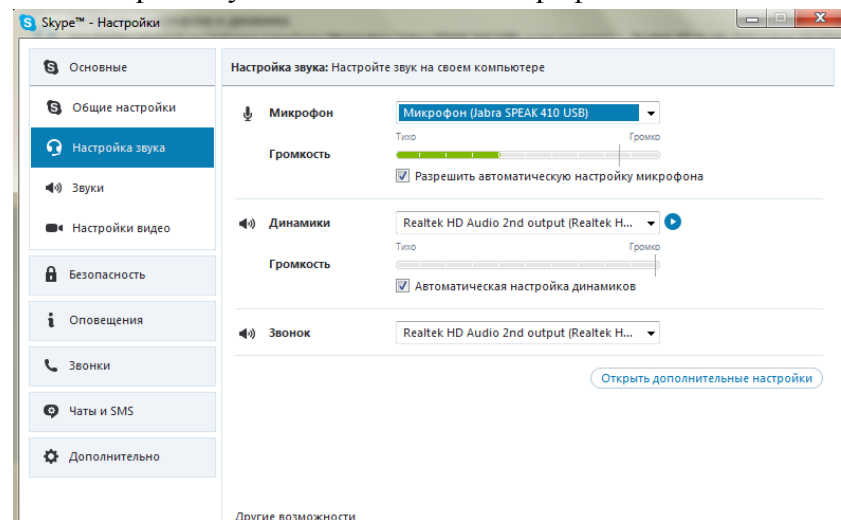 Skype™ - Настройки
Основные
Настройка звука: Настройте звук на своем компьютере
Общие настройки
Настройка звука
Звуки
Настройки видео
Безопасность
Оповещения
Звонки
Чаты и SMS
Дополнительно
Микрофон
Микрофон (Jabra SPEAK 410 USB)
Тихо Громко
Громкость
Разрешить автоматическую настройку микрофона
Динамики
Realtek HD Audio 2nd output (Realtek H...
Тихо Громко
Громкость
Автоматическая настройка динамиков
Звонок
Realtek HD Audio 2nd output (Realtek H...
Открыть дополнительные настройки
Другие возможности